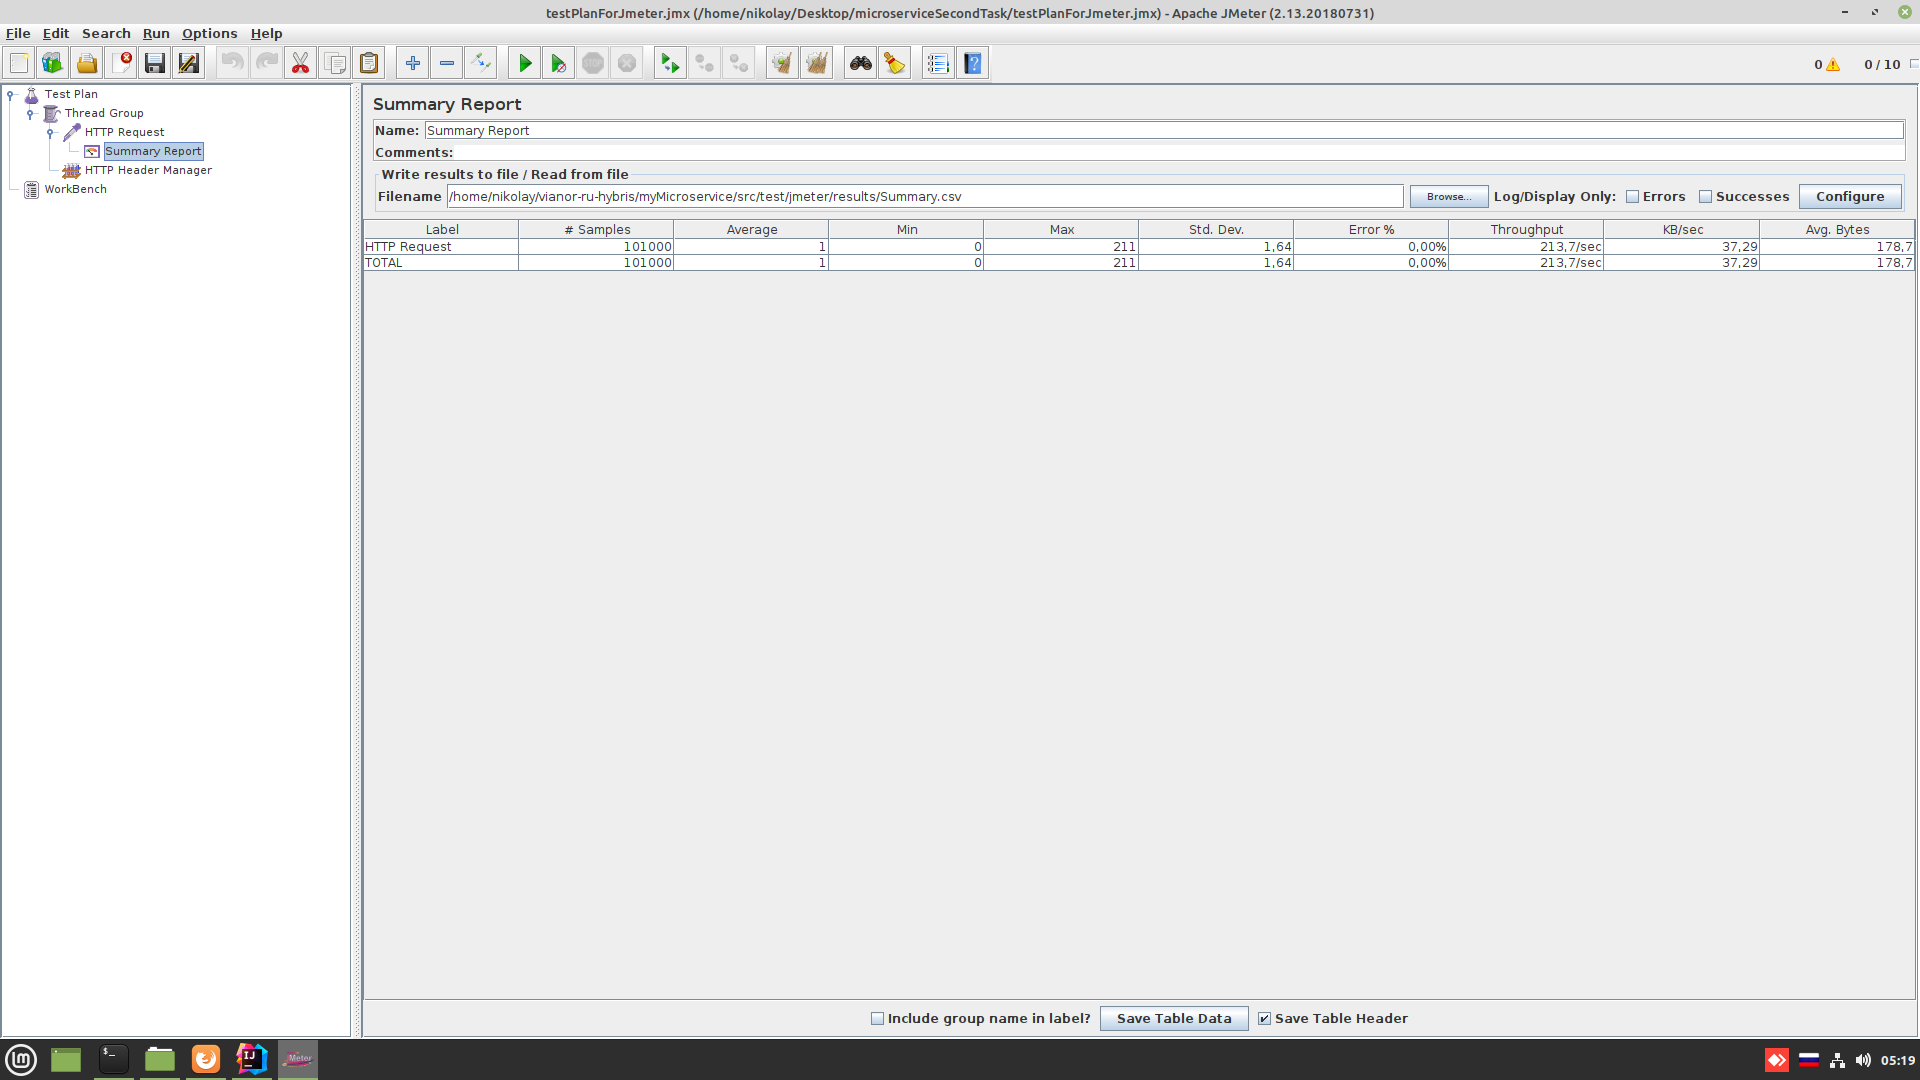 testPlanForJmeter.jmx (/home/nikolay/Desktop/microserviceSecondTask/testPlanForJmeter.jmx) - Apache JMeter (2.13.20180731)
File Edit Search Run Options Help
STOP
0 0 / 10
Test Plan
Thread Group
HTTP Request
Summary Report
HTTP Header Manager
WorkBench
Summary Report
Name: Summary Report
Comments:
Write results to file / Read from file
Filename /home/nikolay/vianor-ru-hybris/myMicroservice/src/test/jmeter/results/Summary.csv Browse... Log/Display Only: Errors Successes Configure
Label # Samples Average Min Max Std. Dev. Error % Throughput KB/sec Avg. Bytes
HTTP Request 101000 1 0 211 1,64 0,00% 213,7/sec 37,29 178,7
TOTAL 101000 1 0 211 1,64 0,00% 213,7/sec 37,29 178,7
Include group name in label? Save Table Data Save Table Header
lm $_ IJ Meter 05:19